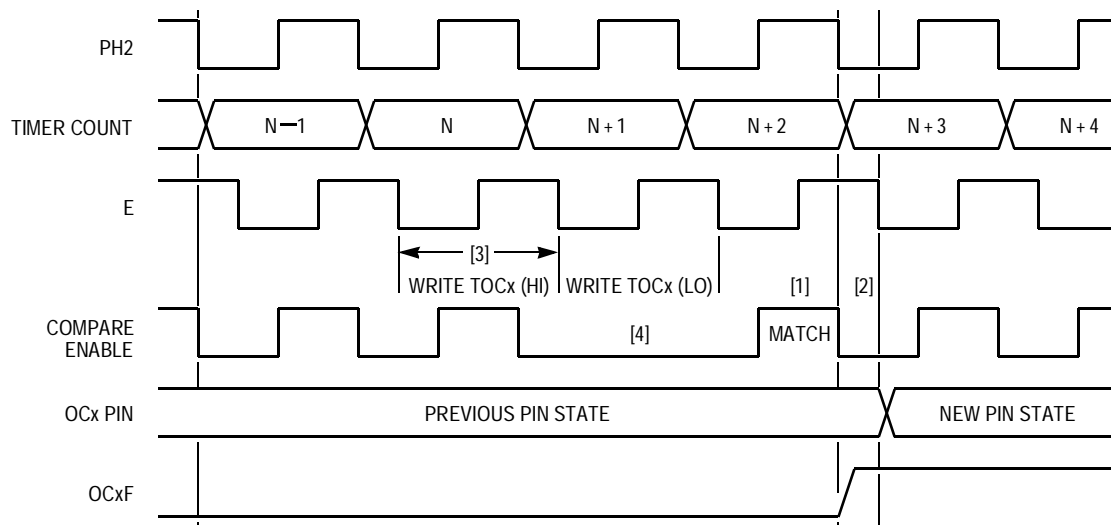 PH2
TIMER COUNT
N—1
N
N + 1
N + 2
N + 3
N + 4
E
[3]
WRITE TOCx (HI)
WRITE TOCx (LO)
[1]
[2]
COMPARE
ENABLE
[4]
MATCH
OCx PIN
PREVIOUS PIN STATE
NEW PIN STATE
OCxF